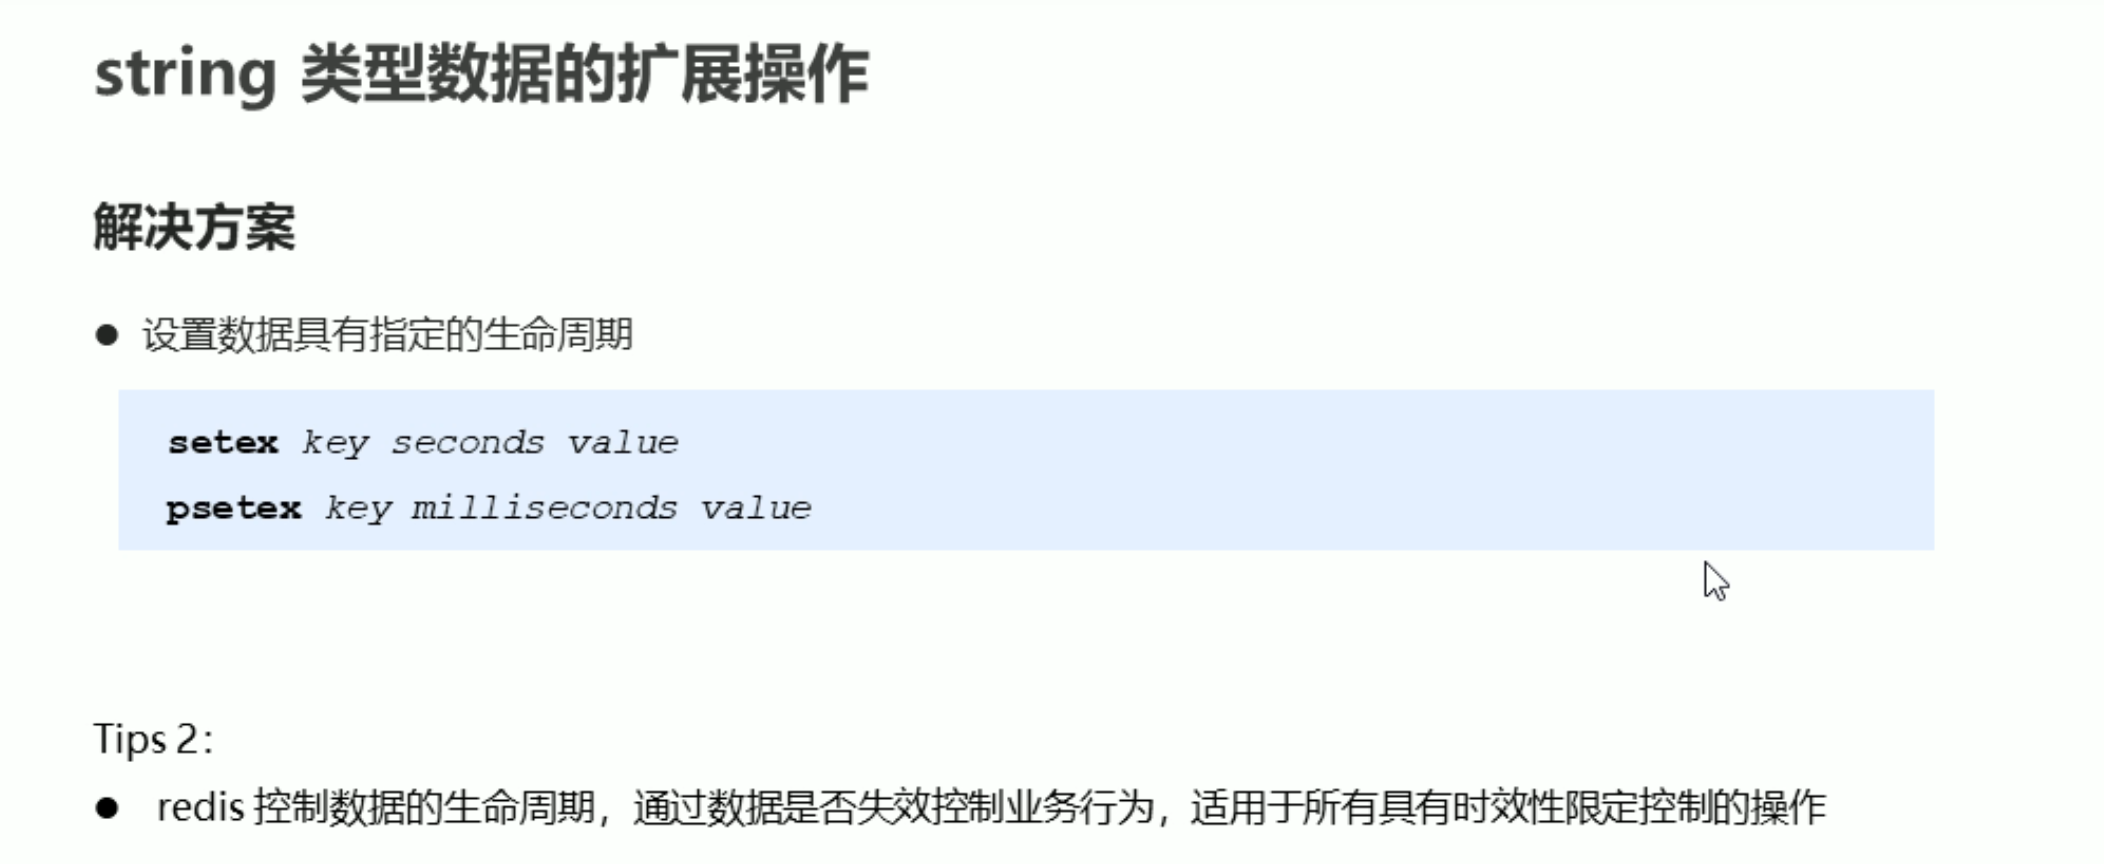 string 类型数据的扩展操作
解决方案
● 设置数据具有指定的生命周期
setex key seconds value
psetex key milliseconds value
Tips 2：
● redis 控制数据的生命周期，通过数据是否失效控制业务行为，适用于所有具有时效性限定控制的操作